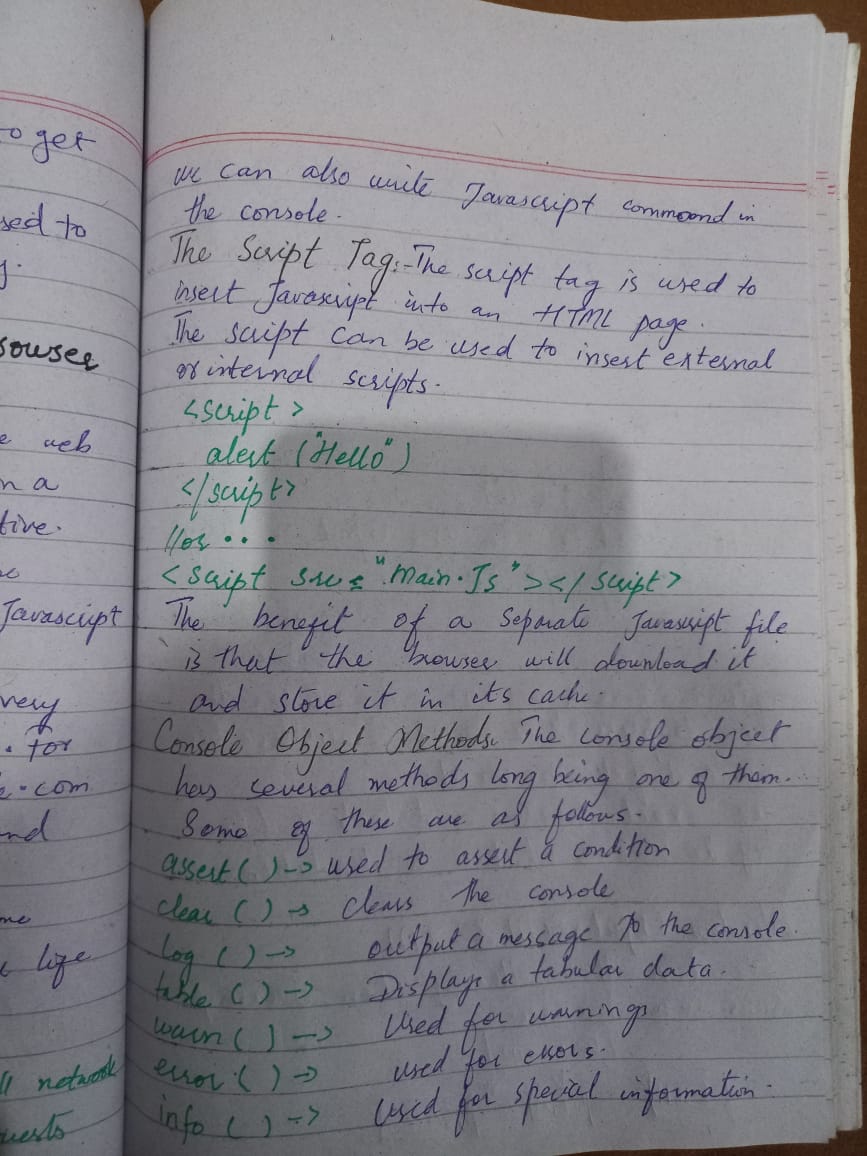 to get
sed to
y.
rowser
e web
n a
tive.
Javascript
very
. for
e.com
nd
me
life
ll network
uests
we can also write Javascript commoond in
the console.
The Script Tag:- The script tag is used to
insert Javascript into an HTML page.
The script can be used to insert external
or internal scripts.
<script>
alert ("Hello")
</script>
//or ...
<script src = "main.Js"></script>
The benefit of a Separate Javascript file
is that the browser will download it
and store it in its cache.
Console Object Methods. The console object
has several methods long being one of them.
Some of these are as follows.
assert ( ) -> used to assert a condition
clear ( ) -> clears the console
log ( ) -> output a message to the console.
table ( ) -> Displays a tabular data.
warn ( ) -> Used for warnings
error ( ) -> used for errors.
info ( ) -> used for special information.